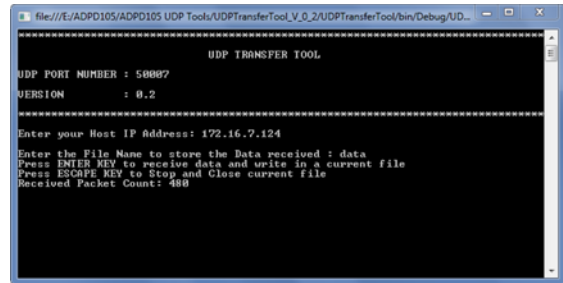 file:///E:/ADPD105/ADPD105 UDP Tools/UDPTransferTool_V_0_2/UDPTransferTool/bin/Debug/UD...
********************************************************************************
UDP TRANSFER TOOL
UDP PORT NUMBER : 50007
VERSION : 0.2
********************************************************************************
Enter your Host IP Address: 172.16.7.124
Enter the File Name to store the Data received : data
Press ENTER KEY to receive data and write in a current file
Press ESCAPE KEY to Stop and Close current file
Received Packet Count: 480